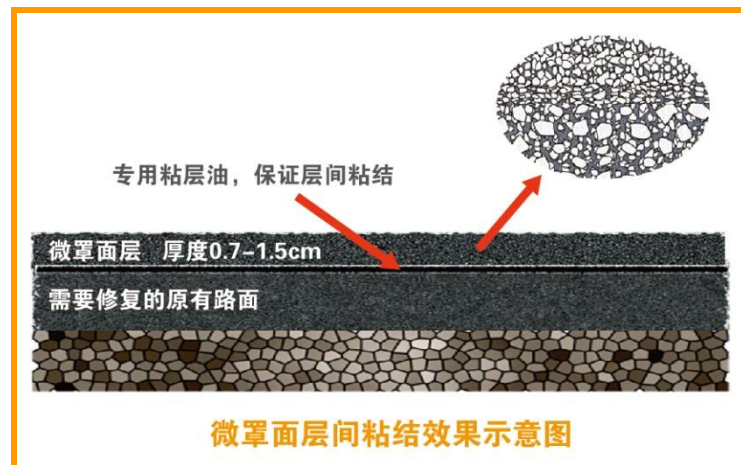 专用粘层油，保证层间粘结
微罩面层 厚度0.7-1.5cm
需要修复的原有路面
微罩面层间粘结效果示意图